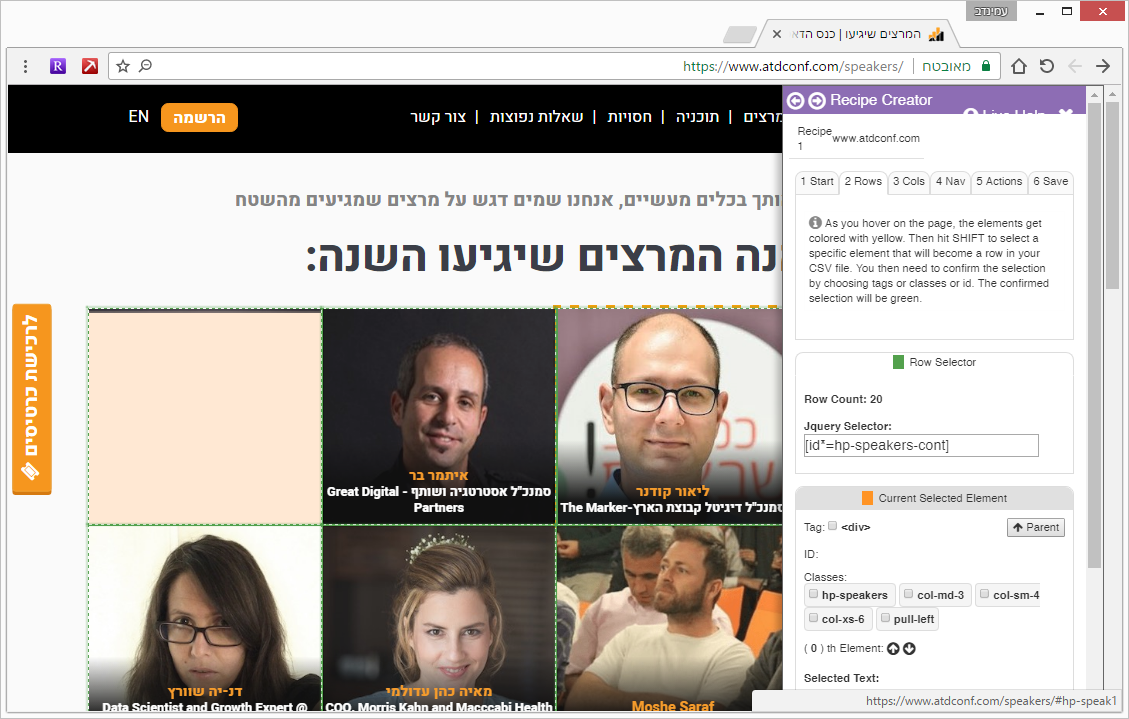 עמינדב
המרצים שיגיעו | כנס הדא
https://www.atdconf.com/speakers/ | מאובטח
EN
הרשמה
מרצים | תוכניה | חסויות | שאלות נפוצות | צור קשר
ותך בכלים מעשיים, אנחנו שמים דגש על מרצים שמגיעים מהשטח
נה המרצים שיגיעו השנה:
לרכישת כרטיסים
איתמר בר
סמנכ"ל אסטרטגיה ושותף - Great Digital
Partners
ליאור קודנר
סמנכ"ל דיגיטל קבוצת הארץ-The Marker
דנ-יה שוורץ
Data Scientist and Growth Expert @
מאיה כהן עדולמי
COO, Morris Kahn and Macccabi Health
Moshe Saraf
Recipe Creator
Live Help
Recipe 1
www.atdconf.com
1 Start
2 Rows
3 Cols
4 Nav
5 Actions
6 Save
As you hover on the page, the elements get
colored with yellow. Then hit SHIFT to select a
specific element that will become a row in your
CSV file. You then need to confirm the selection
by choosing tags or classes or id. The confirmed
selection will be green.
Row Selector
Row Count: 20
Jquery Selector:
[id*=hp-speakers-cont]
Current Selected Element
Tag: <div>
Parent
ID:
Classes:
hp-speakers
col-md-3
col-sm-4
col-xs-6
pull-left
( 0 ) th Element:
Selected Text:
https://www.atdconf.com/speakers/#hp-speak1